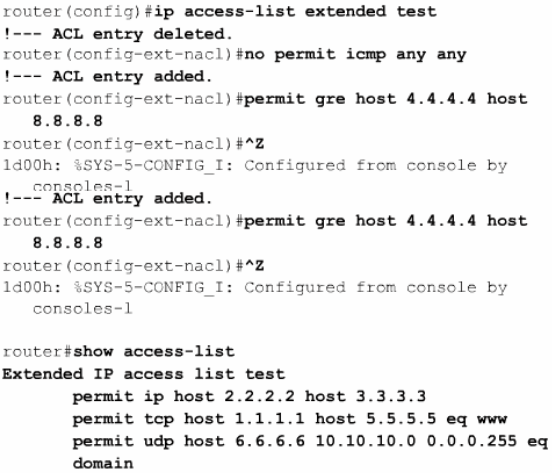 router(config)#ip access-list extended test
!--- ACL entry deleted.
router(config-ext-nacl)#no permit icmp any any
!--- ACL entry added.
router(config-ext-nacl)#permit gre host 4.4.4.4 host
8.8.8.8
router(config-ext-nacl)#^Z
1d00h: %SYS-5-CONFIG_I: Configured from console by
consoles-l
!--- ACL entry added.
router(config-ext-nacl)#permit gre host 4.4.4.4 host
8.8.8.8
router(config-ext-nacl)#^Z
1d00h: %SYS-5-CONFIG_I: Configured from console by
consoles-l
router#show access-list
Extended IP access list test
permit ip host 2.2.2.2 host 3.3.3.3
permit tcp host 1.1.1.1 host 5.5.5.5 eq www
permit udp host 6.6.6.6 10.10.10.0 0.0.0.255 eq
domain